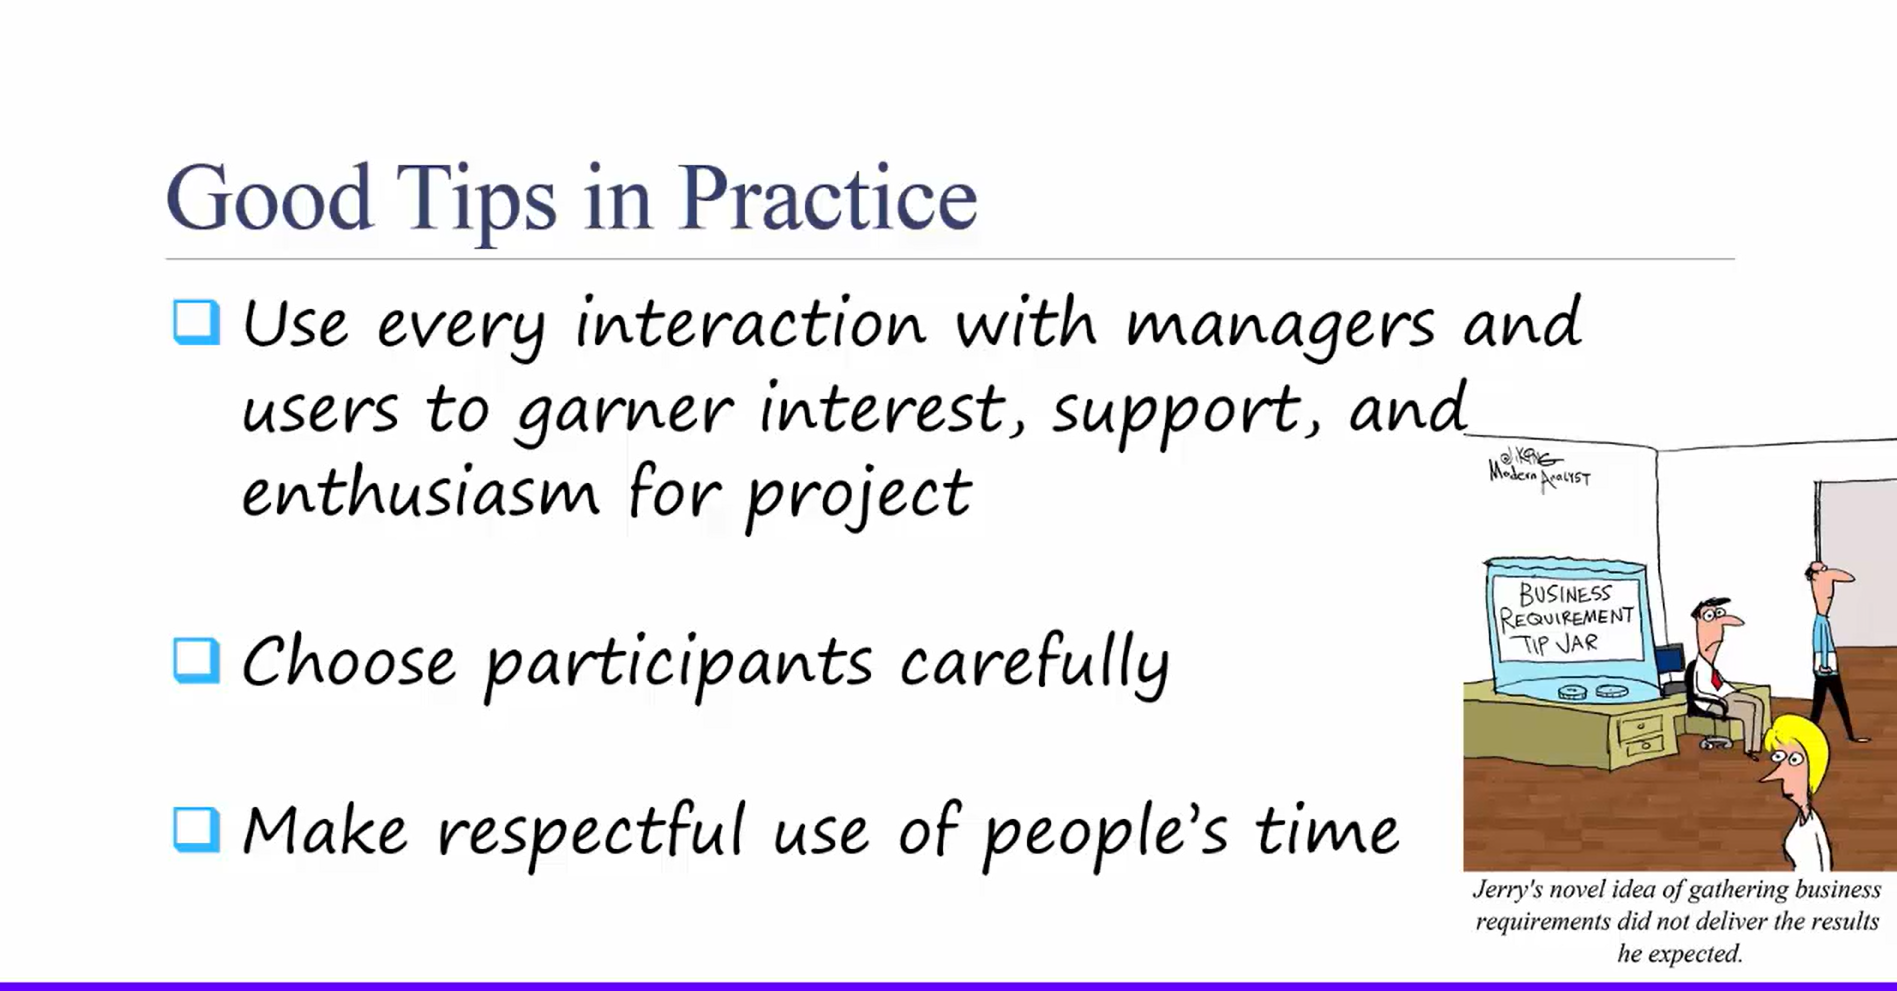 Good Tips in Practice
Use every interaction with managers and
users to garner interest, support, and
enthusiasm for project
Choose participants carefully
Make respectful use of people's time
Modern Analyst
BUSINESS
REQUIREMENT
TIP JAR
Jerry's novel idea of gathering business
requirements did not deliver the results
he expected.